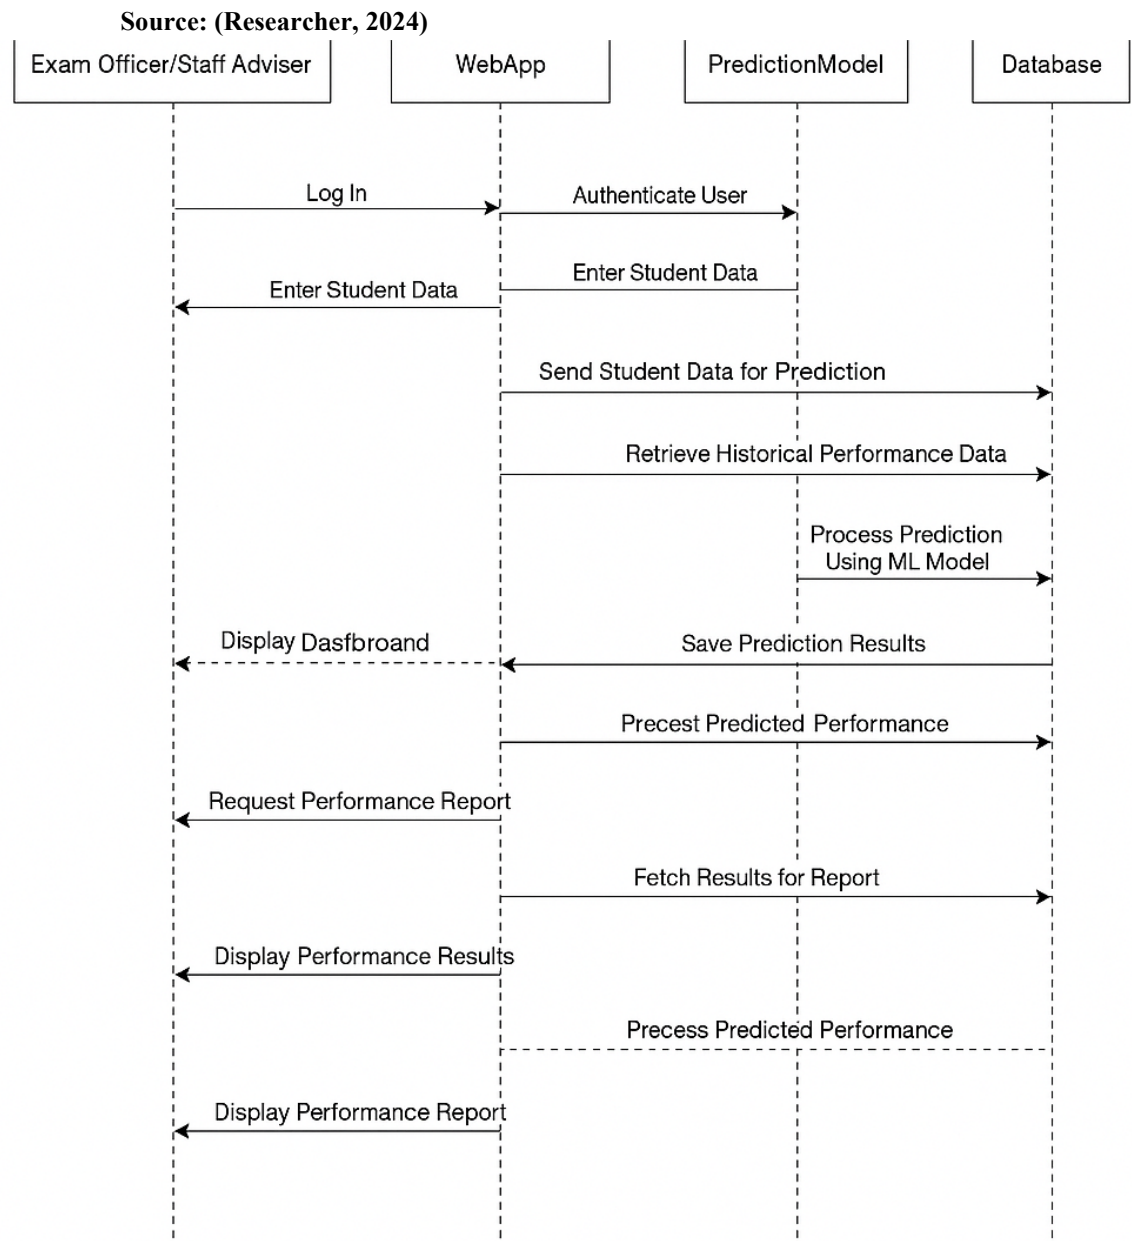 Source: (Researcher, 2024)
Exam Officer/Staff Adviser
WebApp
PredictionModel
Database
Log In
Authenticate User
Enter Student Data
Enter Student Data
Send Student Data for Prediction
Retrieve Historical Performance Data
Process Prediction
Using ML Model
Display Dasfbroand
Save Prediction Results
Precest Predicted Performance
Request Performance Report
Fetch Results for Report
Display Performance Results
Precess Predicted Performance
Display Performance Report